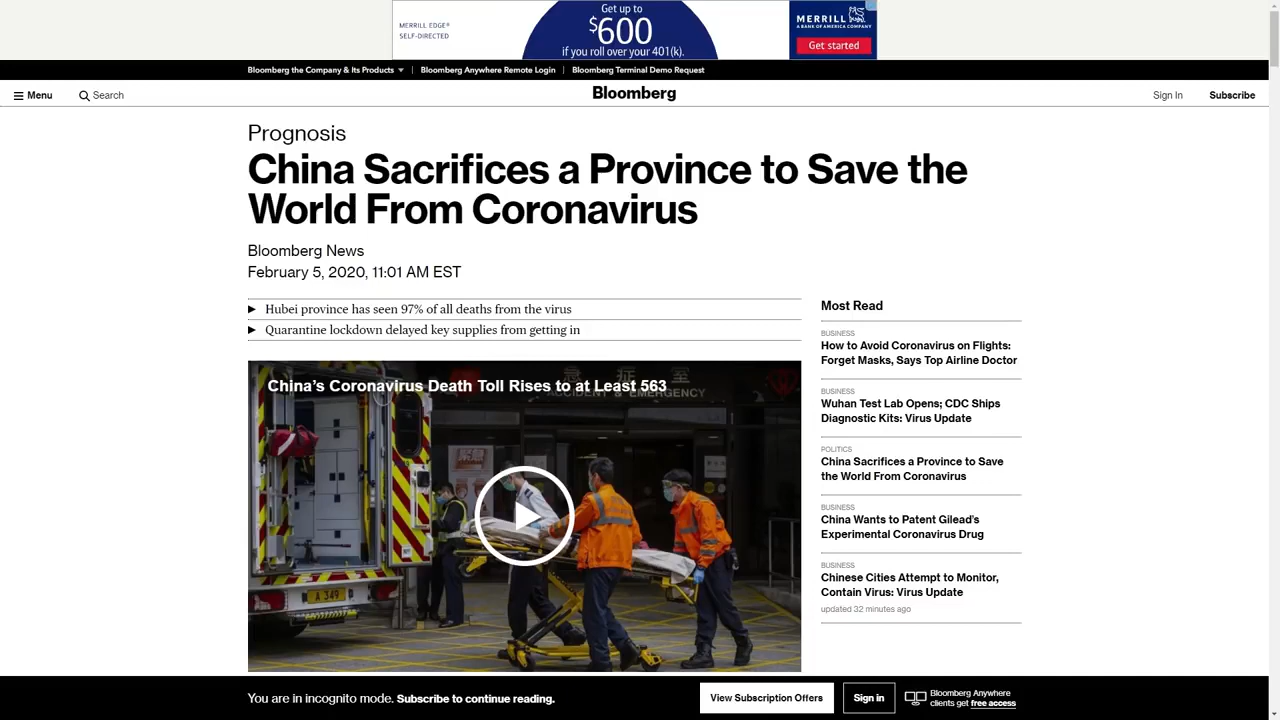 MERRILL EDGE®
SELF-DIRECTED
Get up to
$600
if you roll over your 401(k).
MERRILL
A BANK OF AMERICA COMPANY
Get started
Bloomberg the Company & Its Products
Bloomberg Anywhere Remote Login
Bloomberg Terminal Demo Request
Menu
Search
Bloomberg
Sign In
Subscribe
Prognosis
China Sacrifices a Province to Save the
World From Coronavirus
Bloomberg News
February 5, 2020, 11:01 AM EST
Hubei province has seen 97% of all deaths from the virus
Quarantine lockdown delayed key supplies from getting in
China's Coronavirus Death Toll Rises to at Least 563
急症室
ACCIDENT & EMERGENCY
A 349
Most Read
BUSINESS
How to Avoid Coronavirus on Flights:
Forget Masks, Says Top Airline Doctor
BUSINESS
Wuhan Test Lab Opens; CDC Ships
Diagnostic Kits: Virus Update
POLITICS
China Sacrifices a Province to Save
the World From Coronavirus
BUSINESS
China Wants to Patent Gilead's
Experimental Coronavirus Drug
BUSINESS
Chinese Cities Attempt to Monitor,
Contain Virus: Virus Update
updated 32 minutes ago
You are in incognito mode. Subscribe to continue reading.
View Subscription Offers
Sign in
Bloomberg Anywhere
clients get free access